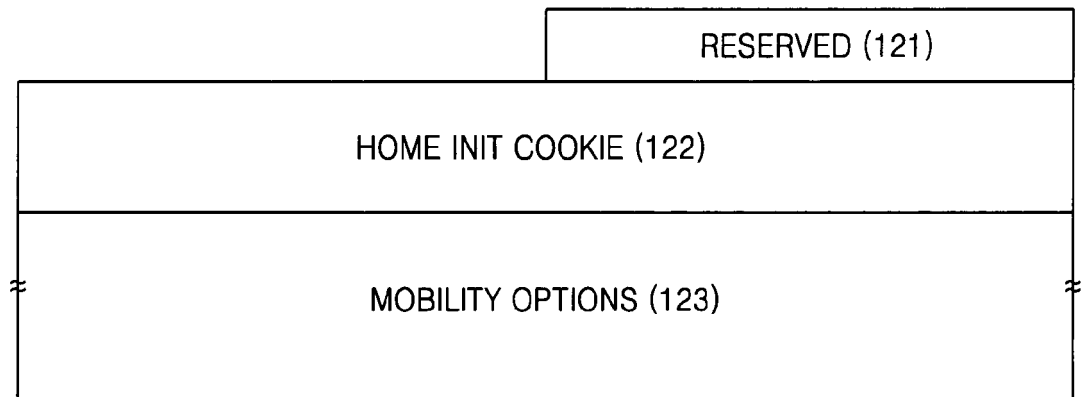 RESERVED (121)
HOME INIT COOKIE (122)
MOBILITY OPTIONS (123)